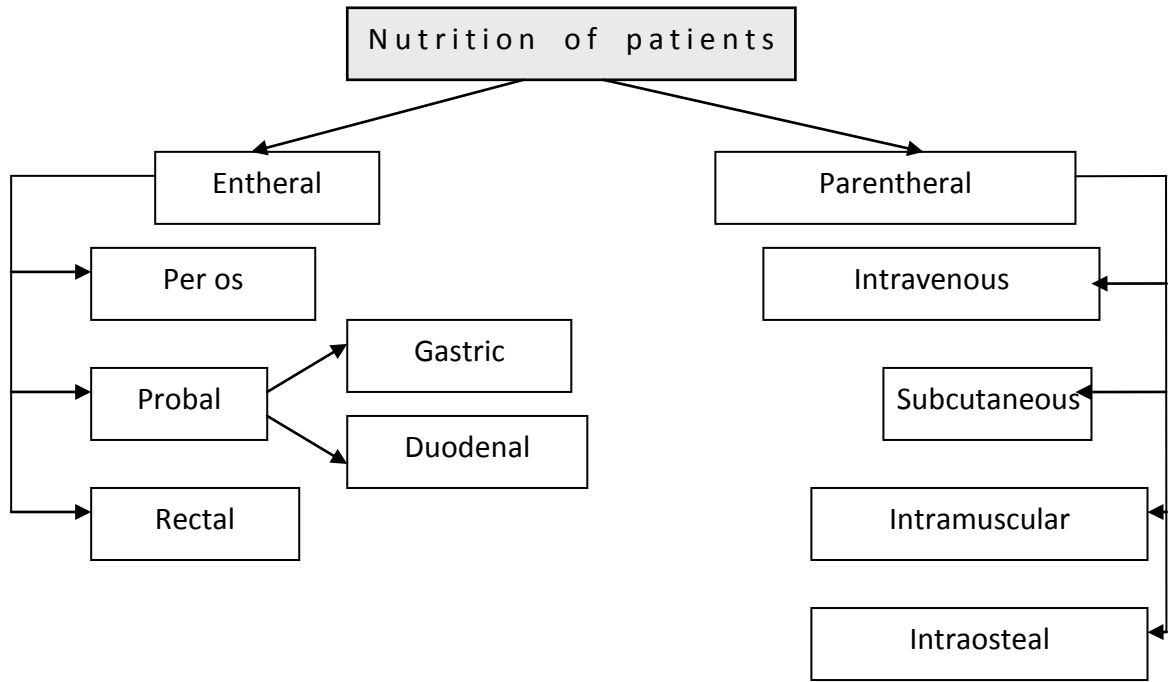 Nutrition of patients
Entheral
Parentheral
Per os
Intravenous
Gastric
Probal
Subcutaneous
Duodenal
Rectal
Intramuscular
Intraosteal